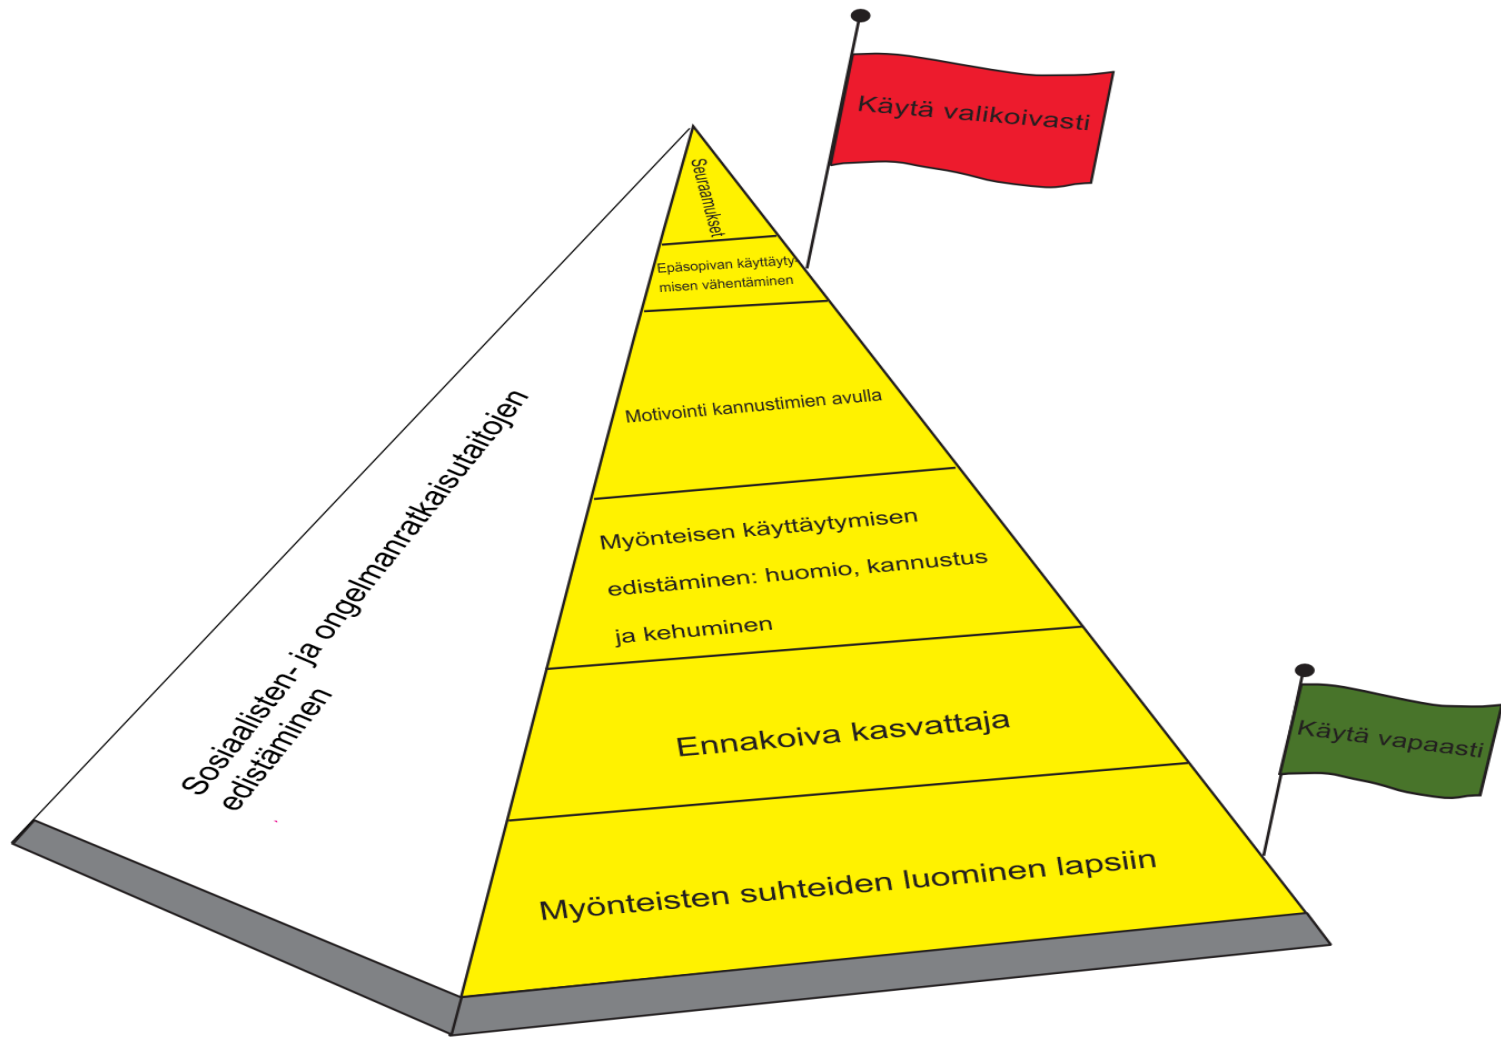 Käytä valikoivasti
Seuraamukset
Epäsopivan käyttäyty-
misen vähentäminen
Motivointi kannustimien avulla
Myönteisen käyttäytymisen
edistäminen: huomio, kannustus
ja kehuminen
Ennakoiva kasvattaja
Myönteisten suhteiden luominen lapsiin
Käytä vapaasti
Sosiaalisten- ja ongelmanratkaisutaitojen
edistäminen